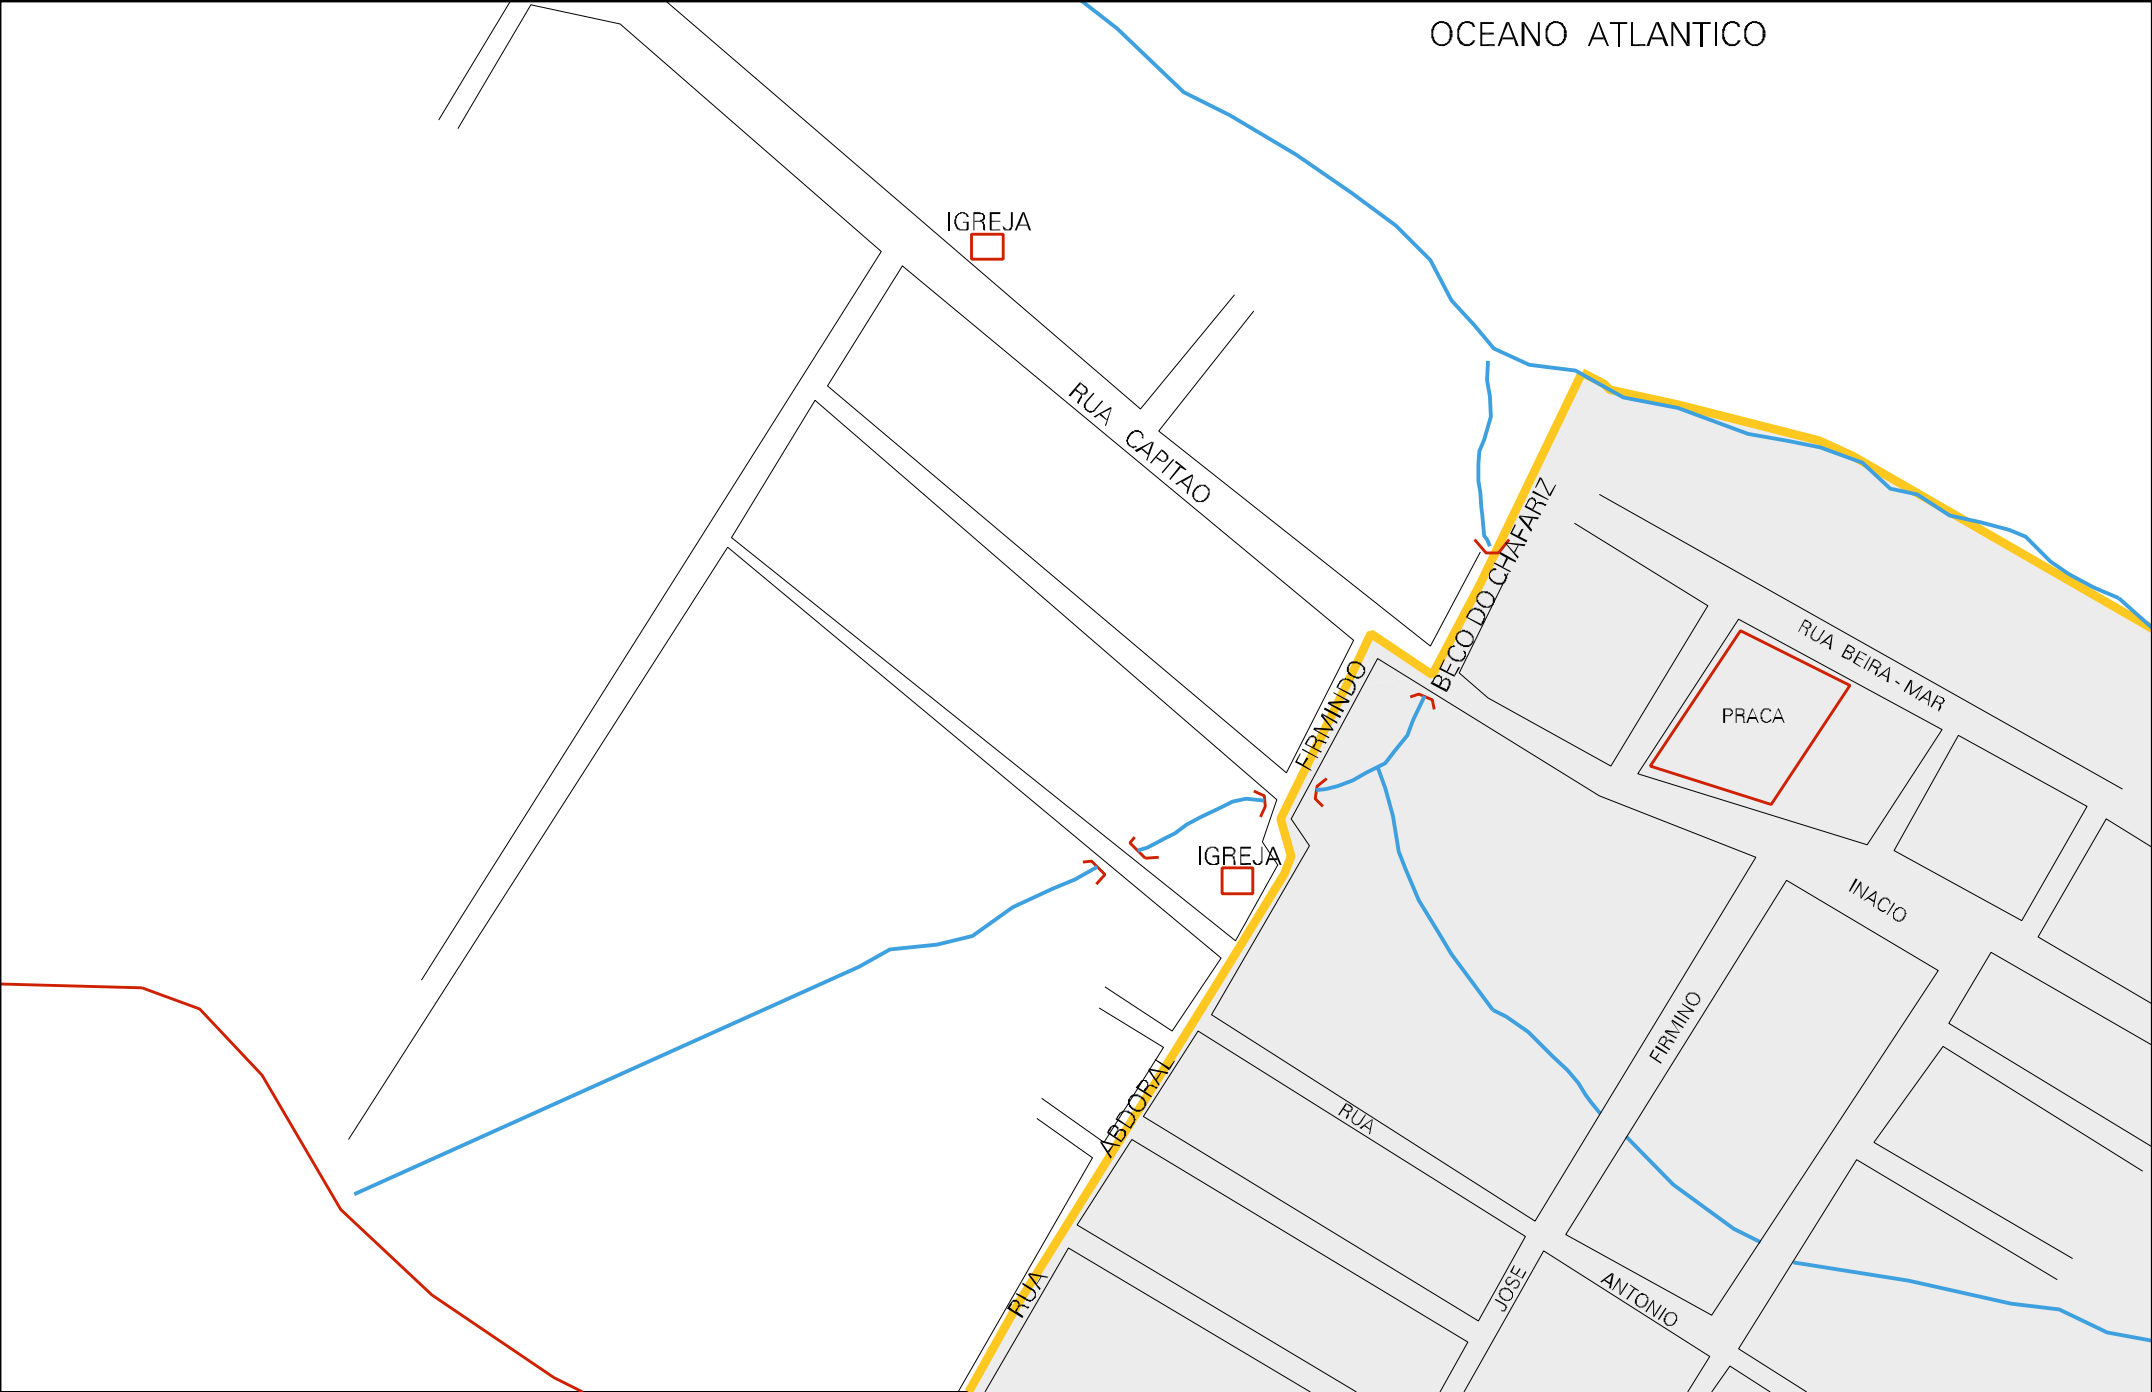 OCEANO ATLANTICO
IGREJA
RUA CAPITAO
BECO DO CHAFARIZ
RUA BEIRA - MAR
PRACA
FIRMINDO
IGREJA
INACIO
FIRMINO
ABDORAL
RUA
RUA
JOSE
ANTONIO